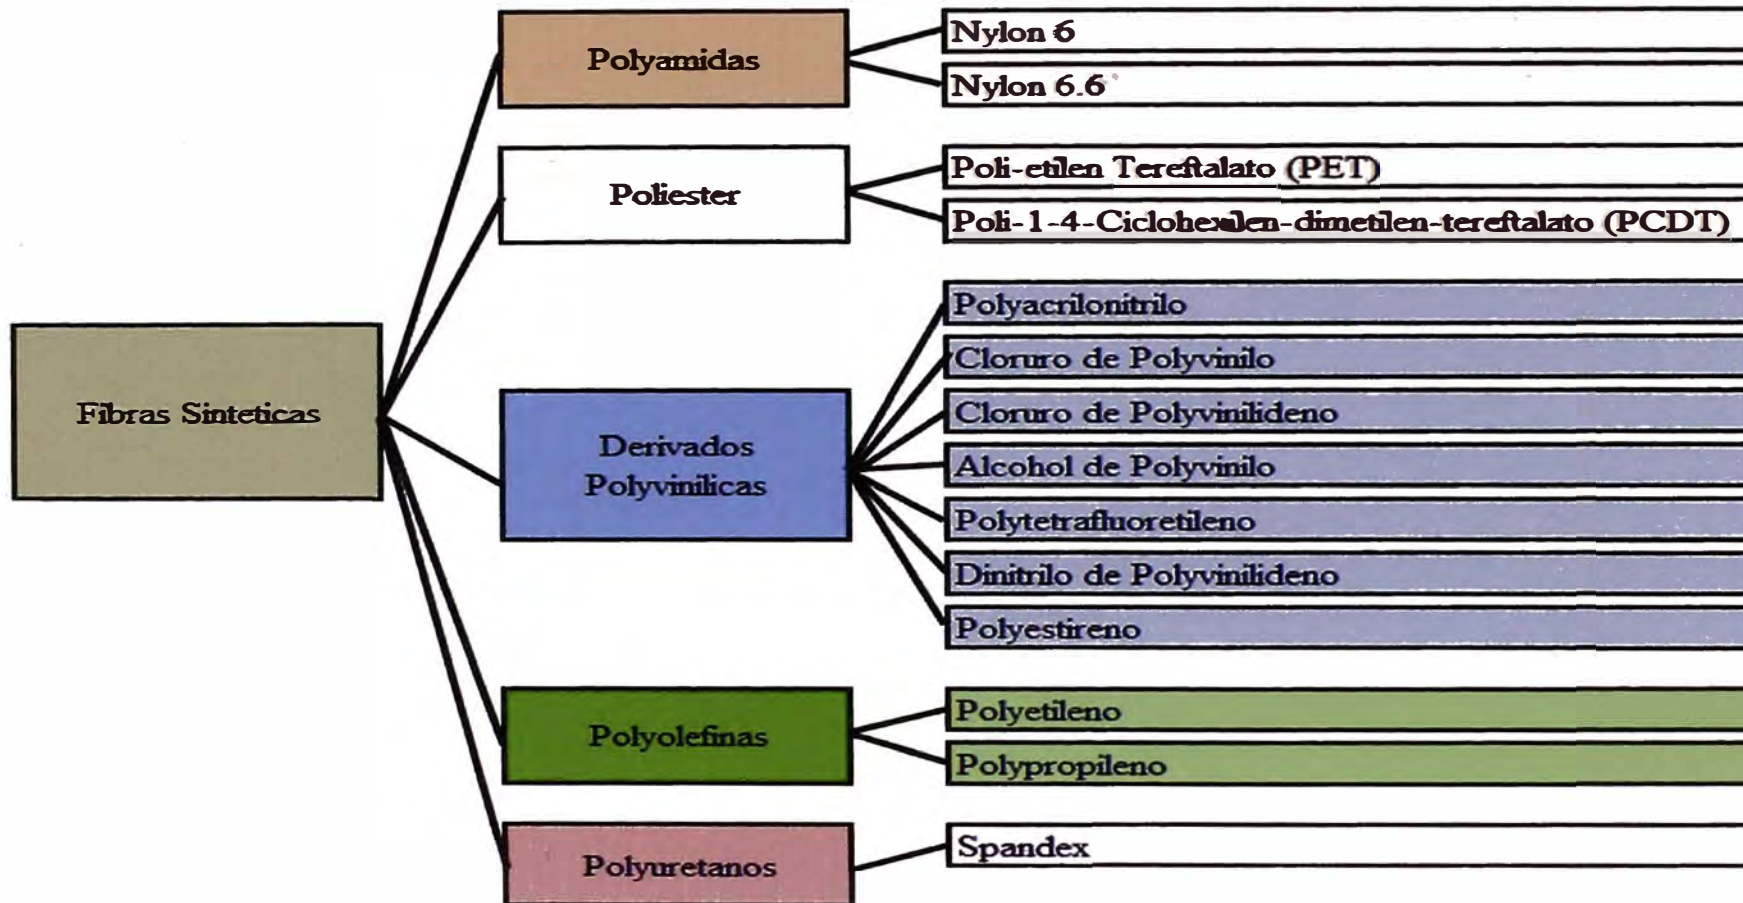 Fibras Sinteticas
Polyamidas
Nylon 6
Nylon 6.6
Poliester
Poli-etilen Tereftalato (PET)
Poli-1-4-Ciclohexilen-dimetilen-tereftalato (PCDT)
Derivados
Polyvinilicas
Polyacrilonitrilo
Cloruro de Polyvinilo
Cloruro de Polyvinilideno
Alcohol de Polyvinilo
Polytetrafluoretileno
Dinitrilo de Polyvinilideno
Polyestireno
Polyolefinas
Polyetileno
Polypropileno
Polyuretanos
Spandex